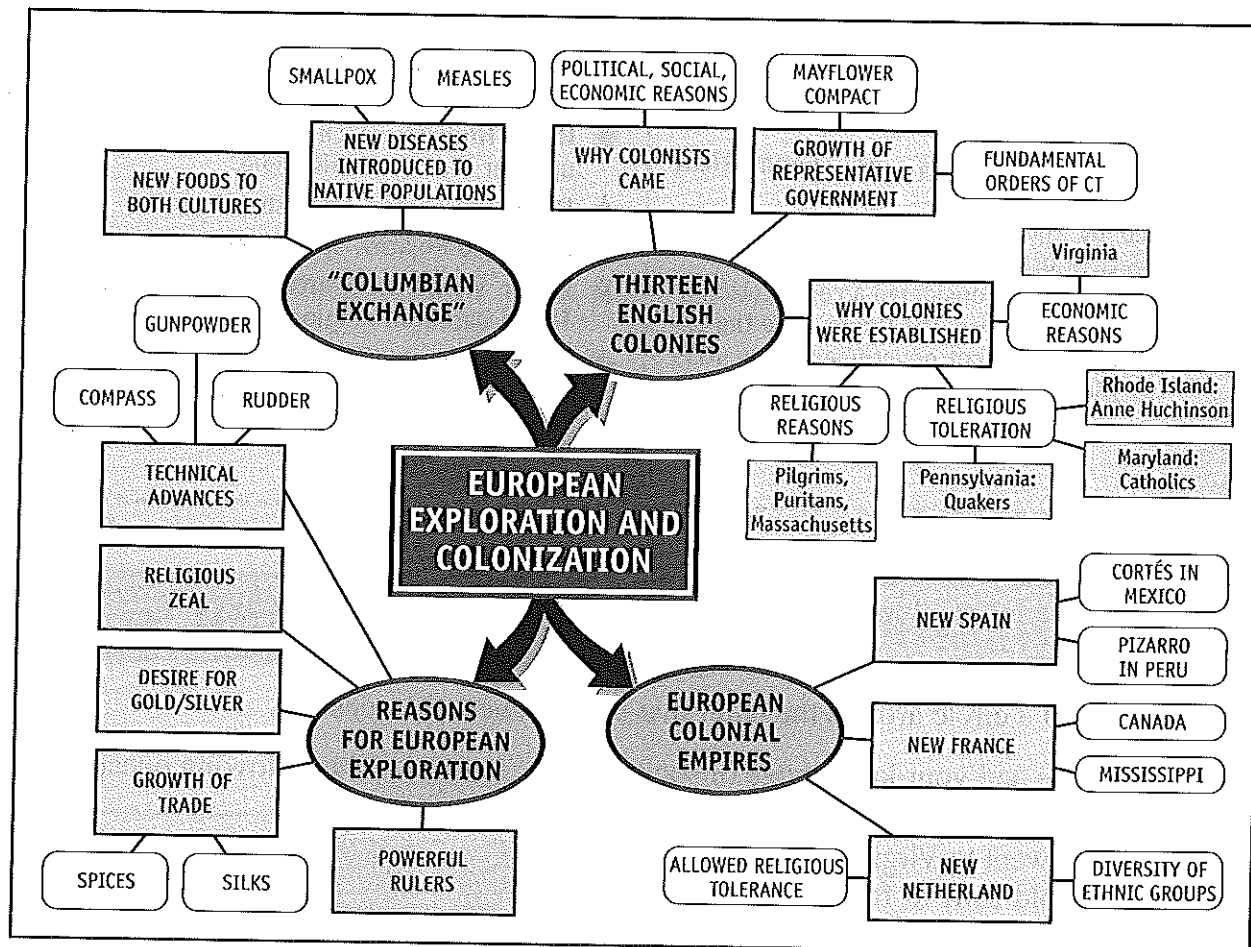 SMALLPOX
MEASLES
NEW DISEASES
INTRODUCED TO
NATIVE POPULATIONS
NEW FOODS TO
BOTH CULTURES
"COLUMBIAN
EXCHANGE"
POLITICAL, SOCIAL,
ECONOMIC REASONS
WHY COLONISTS
CAME
MAYFLOWER
COMPACT
GROWTH OF
REPRESENTATIVE
GOVERNMENT
FUNDAMENTAL
ORDERS OF CT
THIRTEEN
ENGLISH
COLONIES
WHY COLONIES
WERE ESTABLISHED
Virginia
ECONOMIC
REASONS
RELIGIOUS
REASONS
Pilgrims,
Puritans,
Massachusetts
RELIGIOUS
TOLERATION
Pennsylvania:
Quakers
Rhode Island:
Anne Huchinson
Maryland:
Catholics
GUNPOWDER
COMPASS
RUDDER
TECHNICAL
ADVANCES
EUROPEAN
EXPLORATION AND
COLONIZATION
RELIGIOUS
ZEAL
DESIRE FOR
GOLD/SILVER
GROWTH OF
TRADE
SPICES
SILKS
REASONS
FOR EUROPEAN
EXPLORATION
POWERFUL
RULERS
EUROPEAN
COLONIAL
EMPIRES
NEW SPAIN
CORTÉS IN
MEXICO
PIZARRO
IN PERU
NEW FRANCE
CANADA
MISSISSIPPI
ALLOWED RELIGIOUS
TOLERANCE
NEW
NETHERLAND
DIVERSITY OF
ETHNIC GROUPS